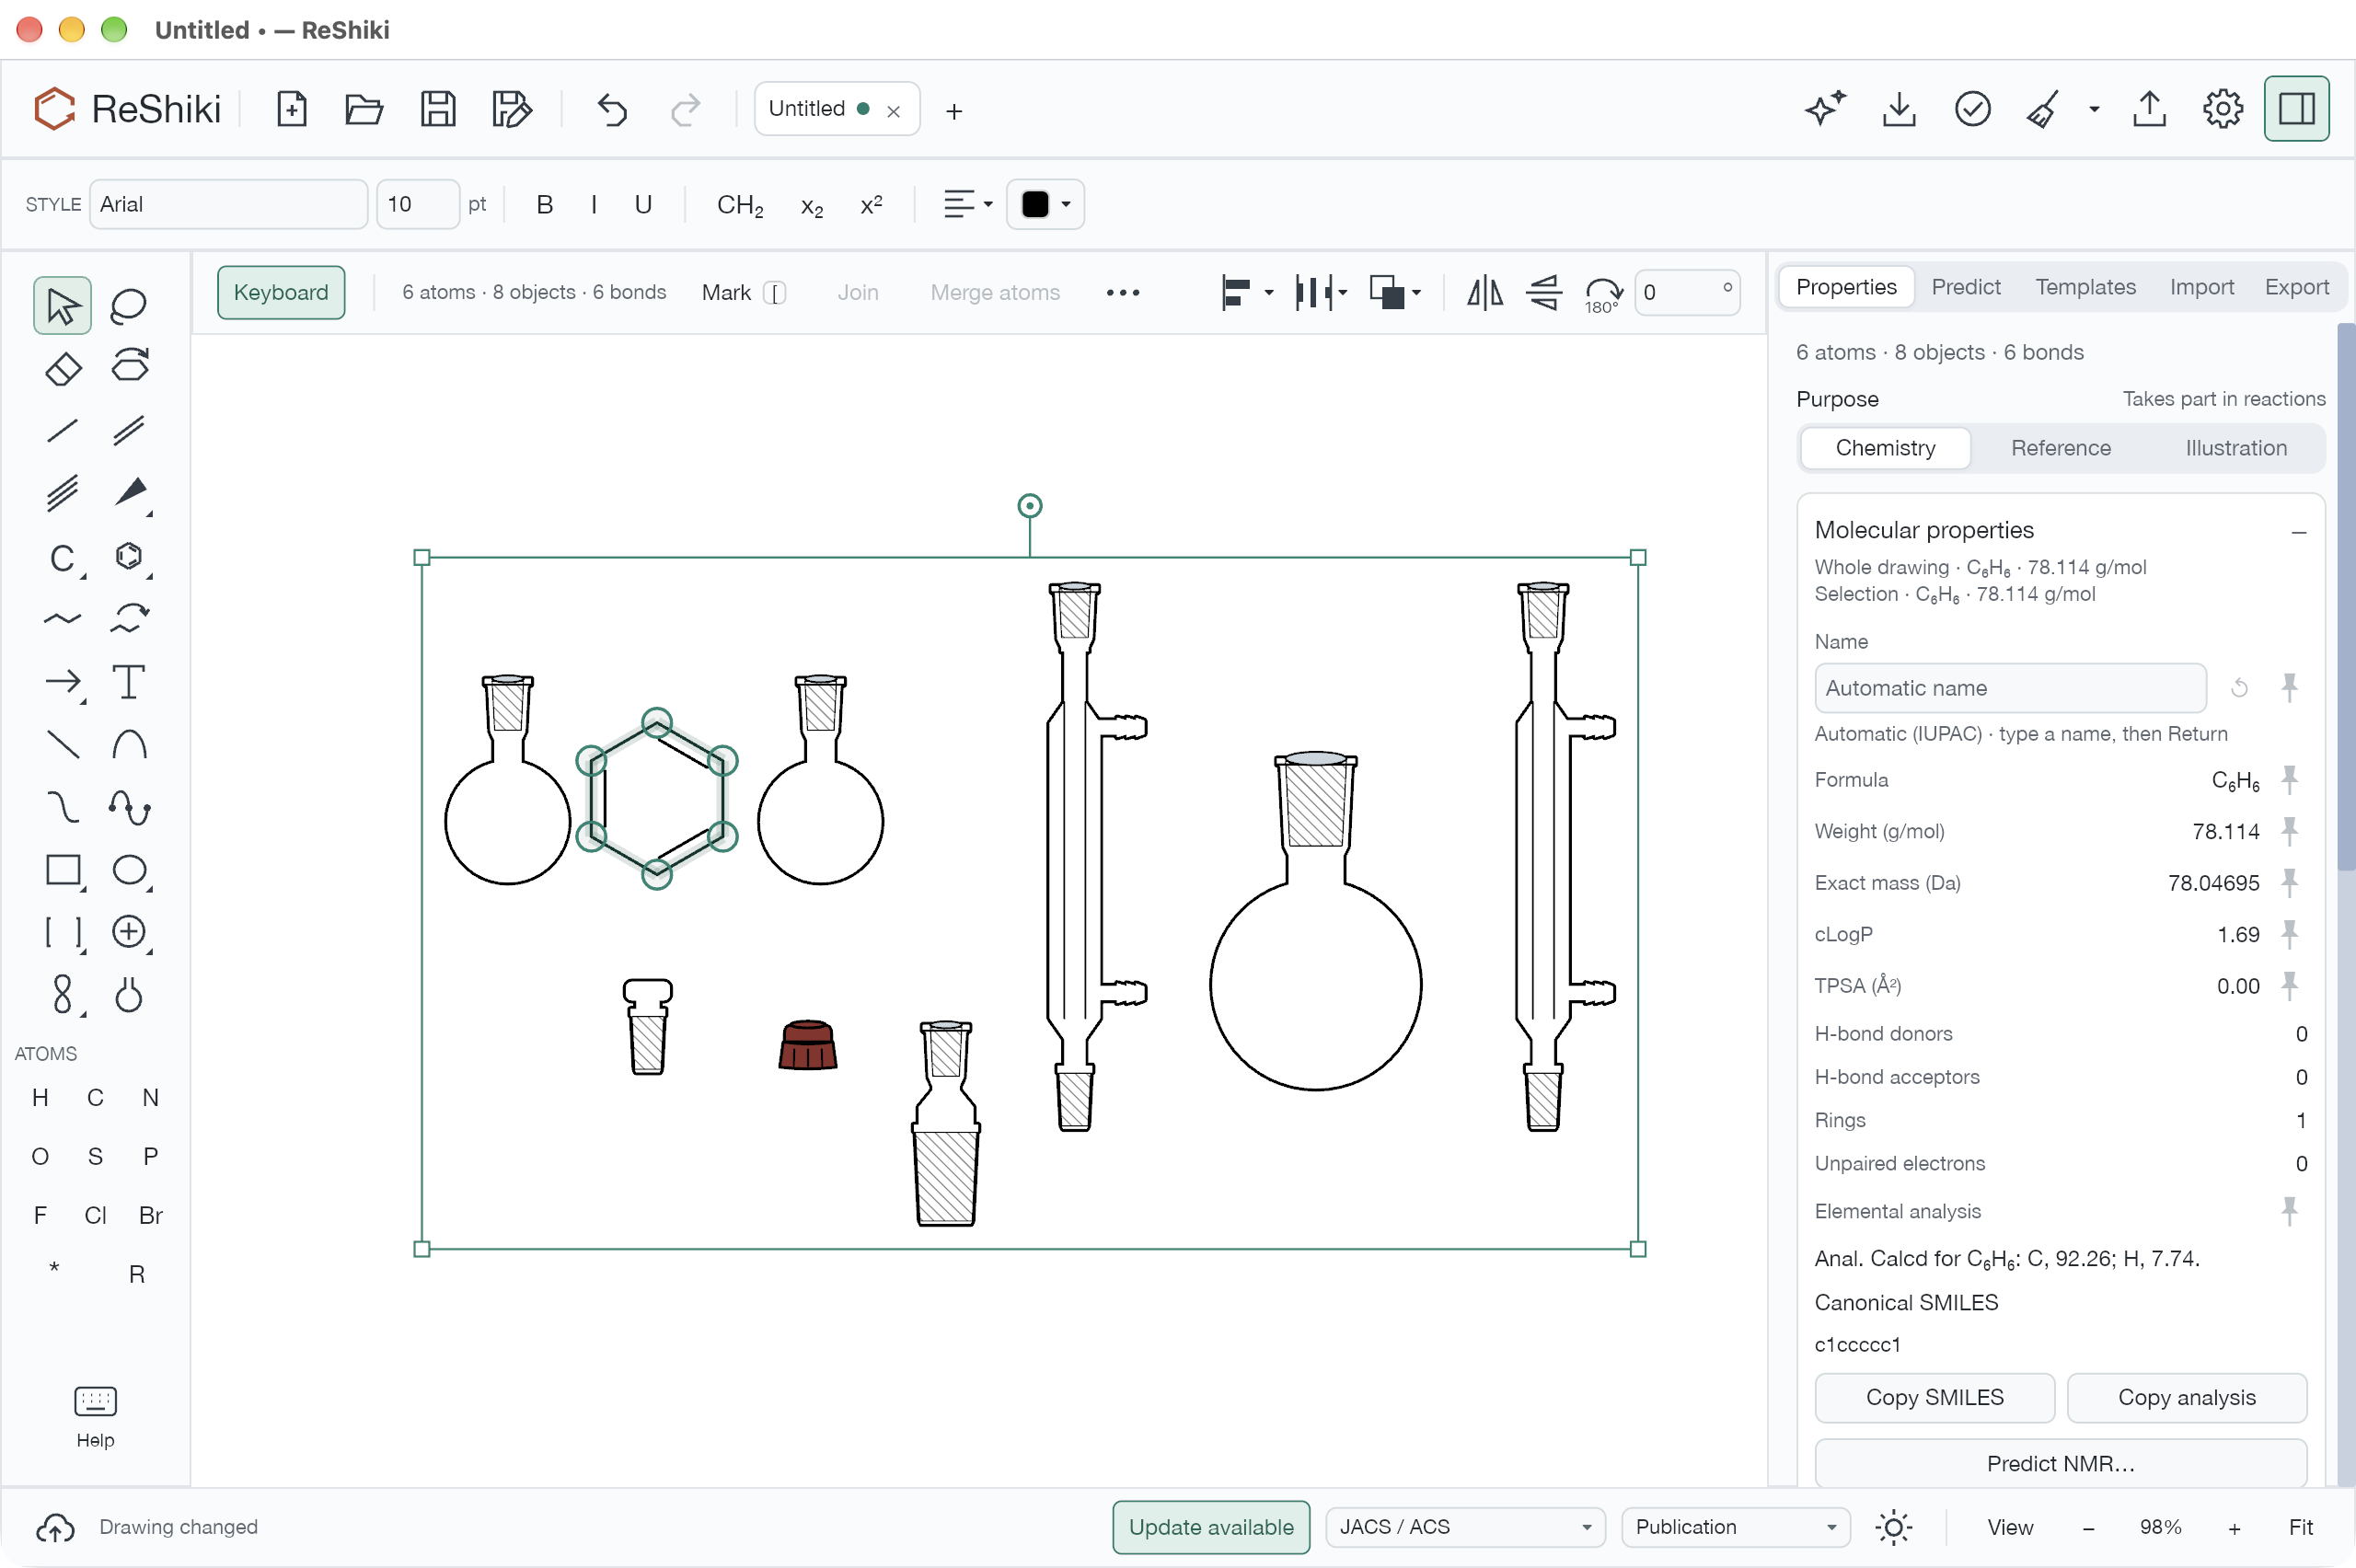 Untitled • — ReShiki
ReShiki
Untitled
STYLE Arial 10 pt B I U CH₂ x₂ x²
Keyboard 6 atoms · 8 objects · 6 bonds Mark [ Join Merge atoms 180° 0 °
Properties Predict Templates Import Export
6 atoms · 8 objects · 6 bonds
Purpose Takes part in reactions
Chemistry Reference Illustration
Molecular properties
Whole drawing · C₆H₆ · 78.114 g/mol
Selection · C₆H₆ · 78.114 g/mol
Name
Automatic name
Automatic (IUPAC) · type a name, then Return
Formula C₆H₆
Weight (g/mol) 78.114
Exact mass (Da) 78.04695
cLogP 1.69
TPSA (Å²) 0.00
H-bond donors 0
H-bond acceptors 0
Rings 1
Unpaired electrons 0
Elemental analysis
Anal. Calcd for C₆H₆: C, 92.26; H, 7.74.
Canonical SMILES
c1ccccc1
Copy SMILES Copy analysis
Predict NMR...
C
T
ATOMS
H C N
O S P
F Cl Br
* R
Help
Drawing changed Update available JACS / ACS Publication View − 98% + Fit